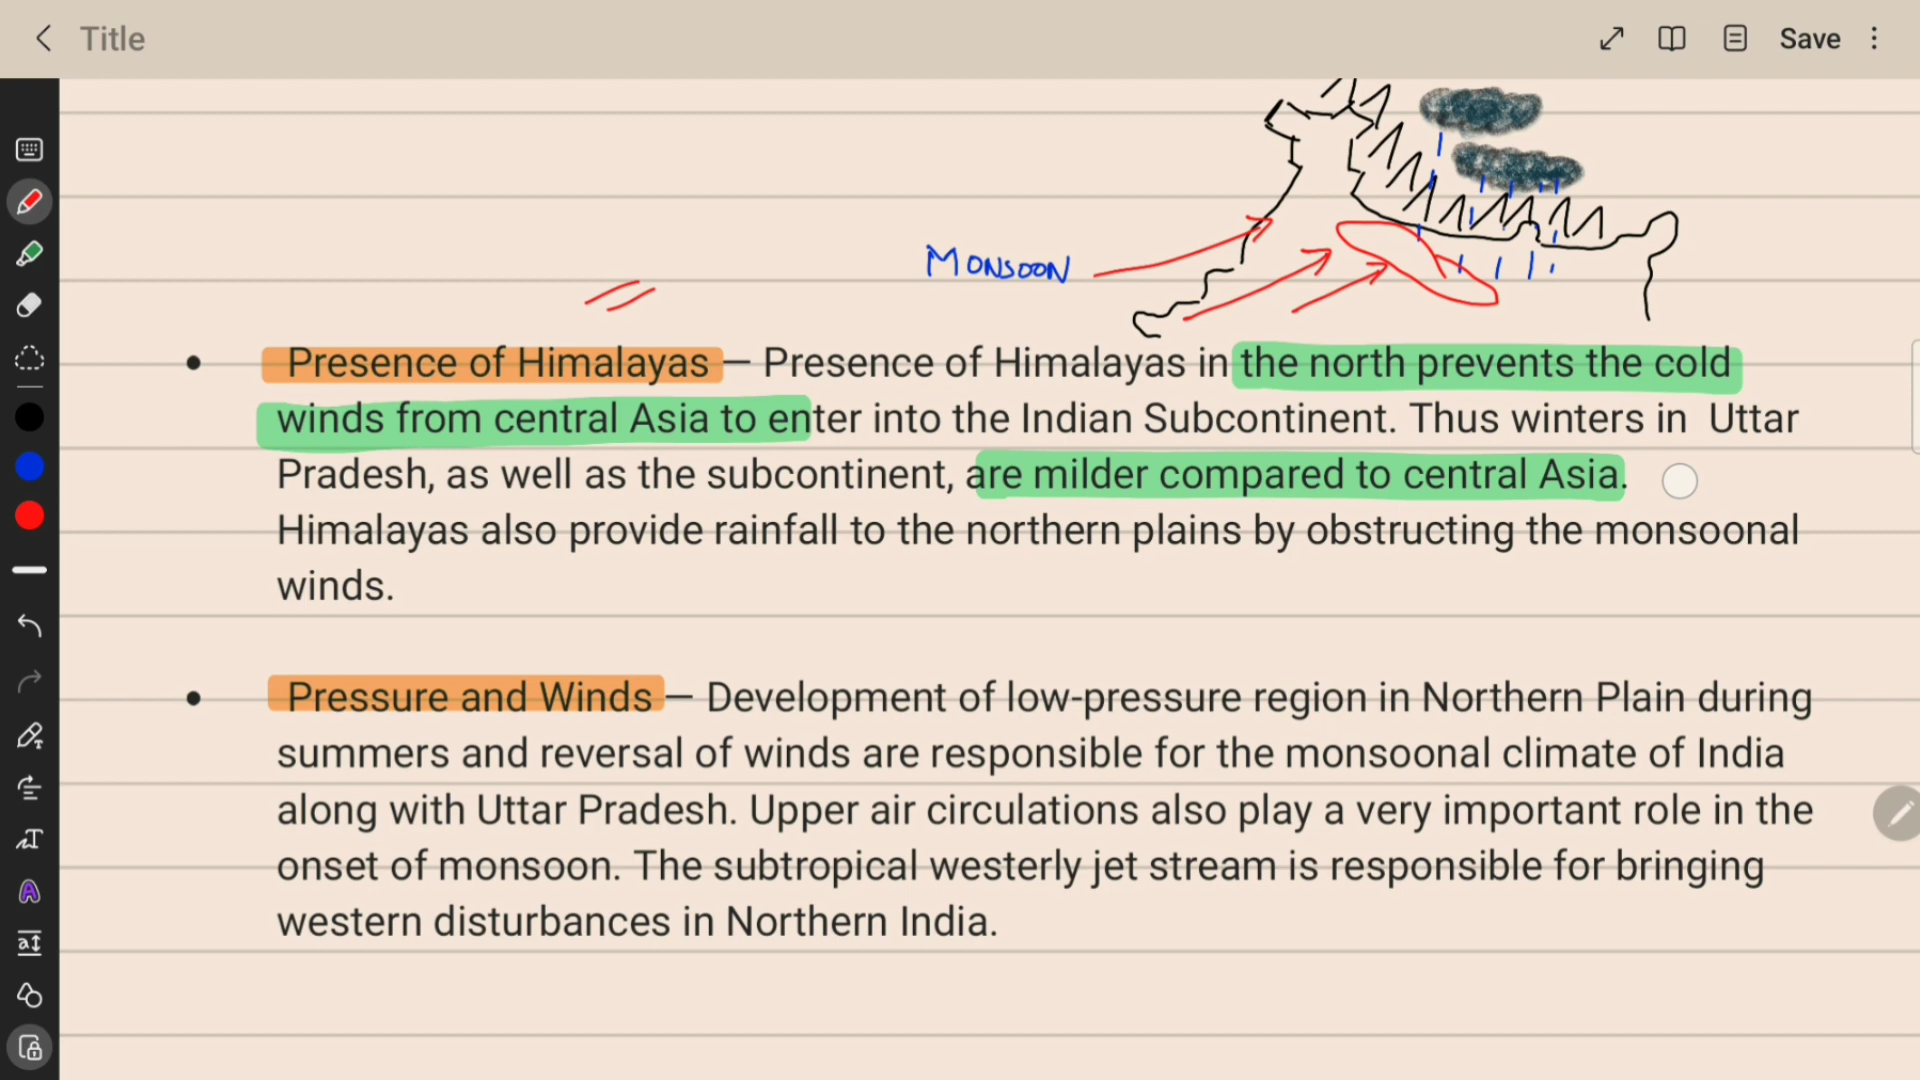 Title
Save
MONSOON
• Presence of Himalayas – Presence of Himalayas in the north prevents the cold
winds from central Asia to enter into the Indian Subcontinent. Thus winters in Uttar
Pradesh, as well as the subcontinent, are milder compared to central Asia.
Himalayas also provide rainfall to the northern plains by obstructing the monsoonal
winds.
• Pressure and Winds – Development of low-pressure region in Northern Plain during
summers and reversal of winds are responsible for the monsoonal climate of India
along with Uttar Pradesh. Upper air circulations also play a very important role in the
onset of monsoon. The subtropical westerly jet stream is responsible for bringing
western disturbances in Northern India.